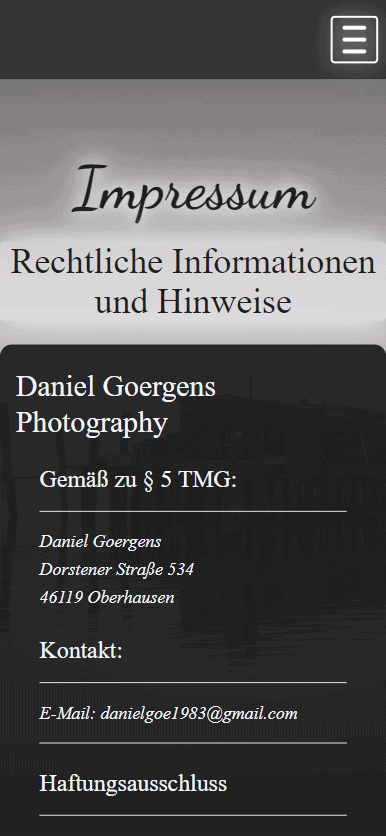 Impressum
Rechtliche Informationen
und Hinweise
Daniel Goergens
Photography
Gemäß zu § 5 TMG:
Daniel Goergens
Dorstener Straße 534
46119 Oberhausen
Kontakt:
E-Mail: danielgoe1983@gmail.com
Haftungsausschluss